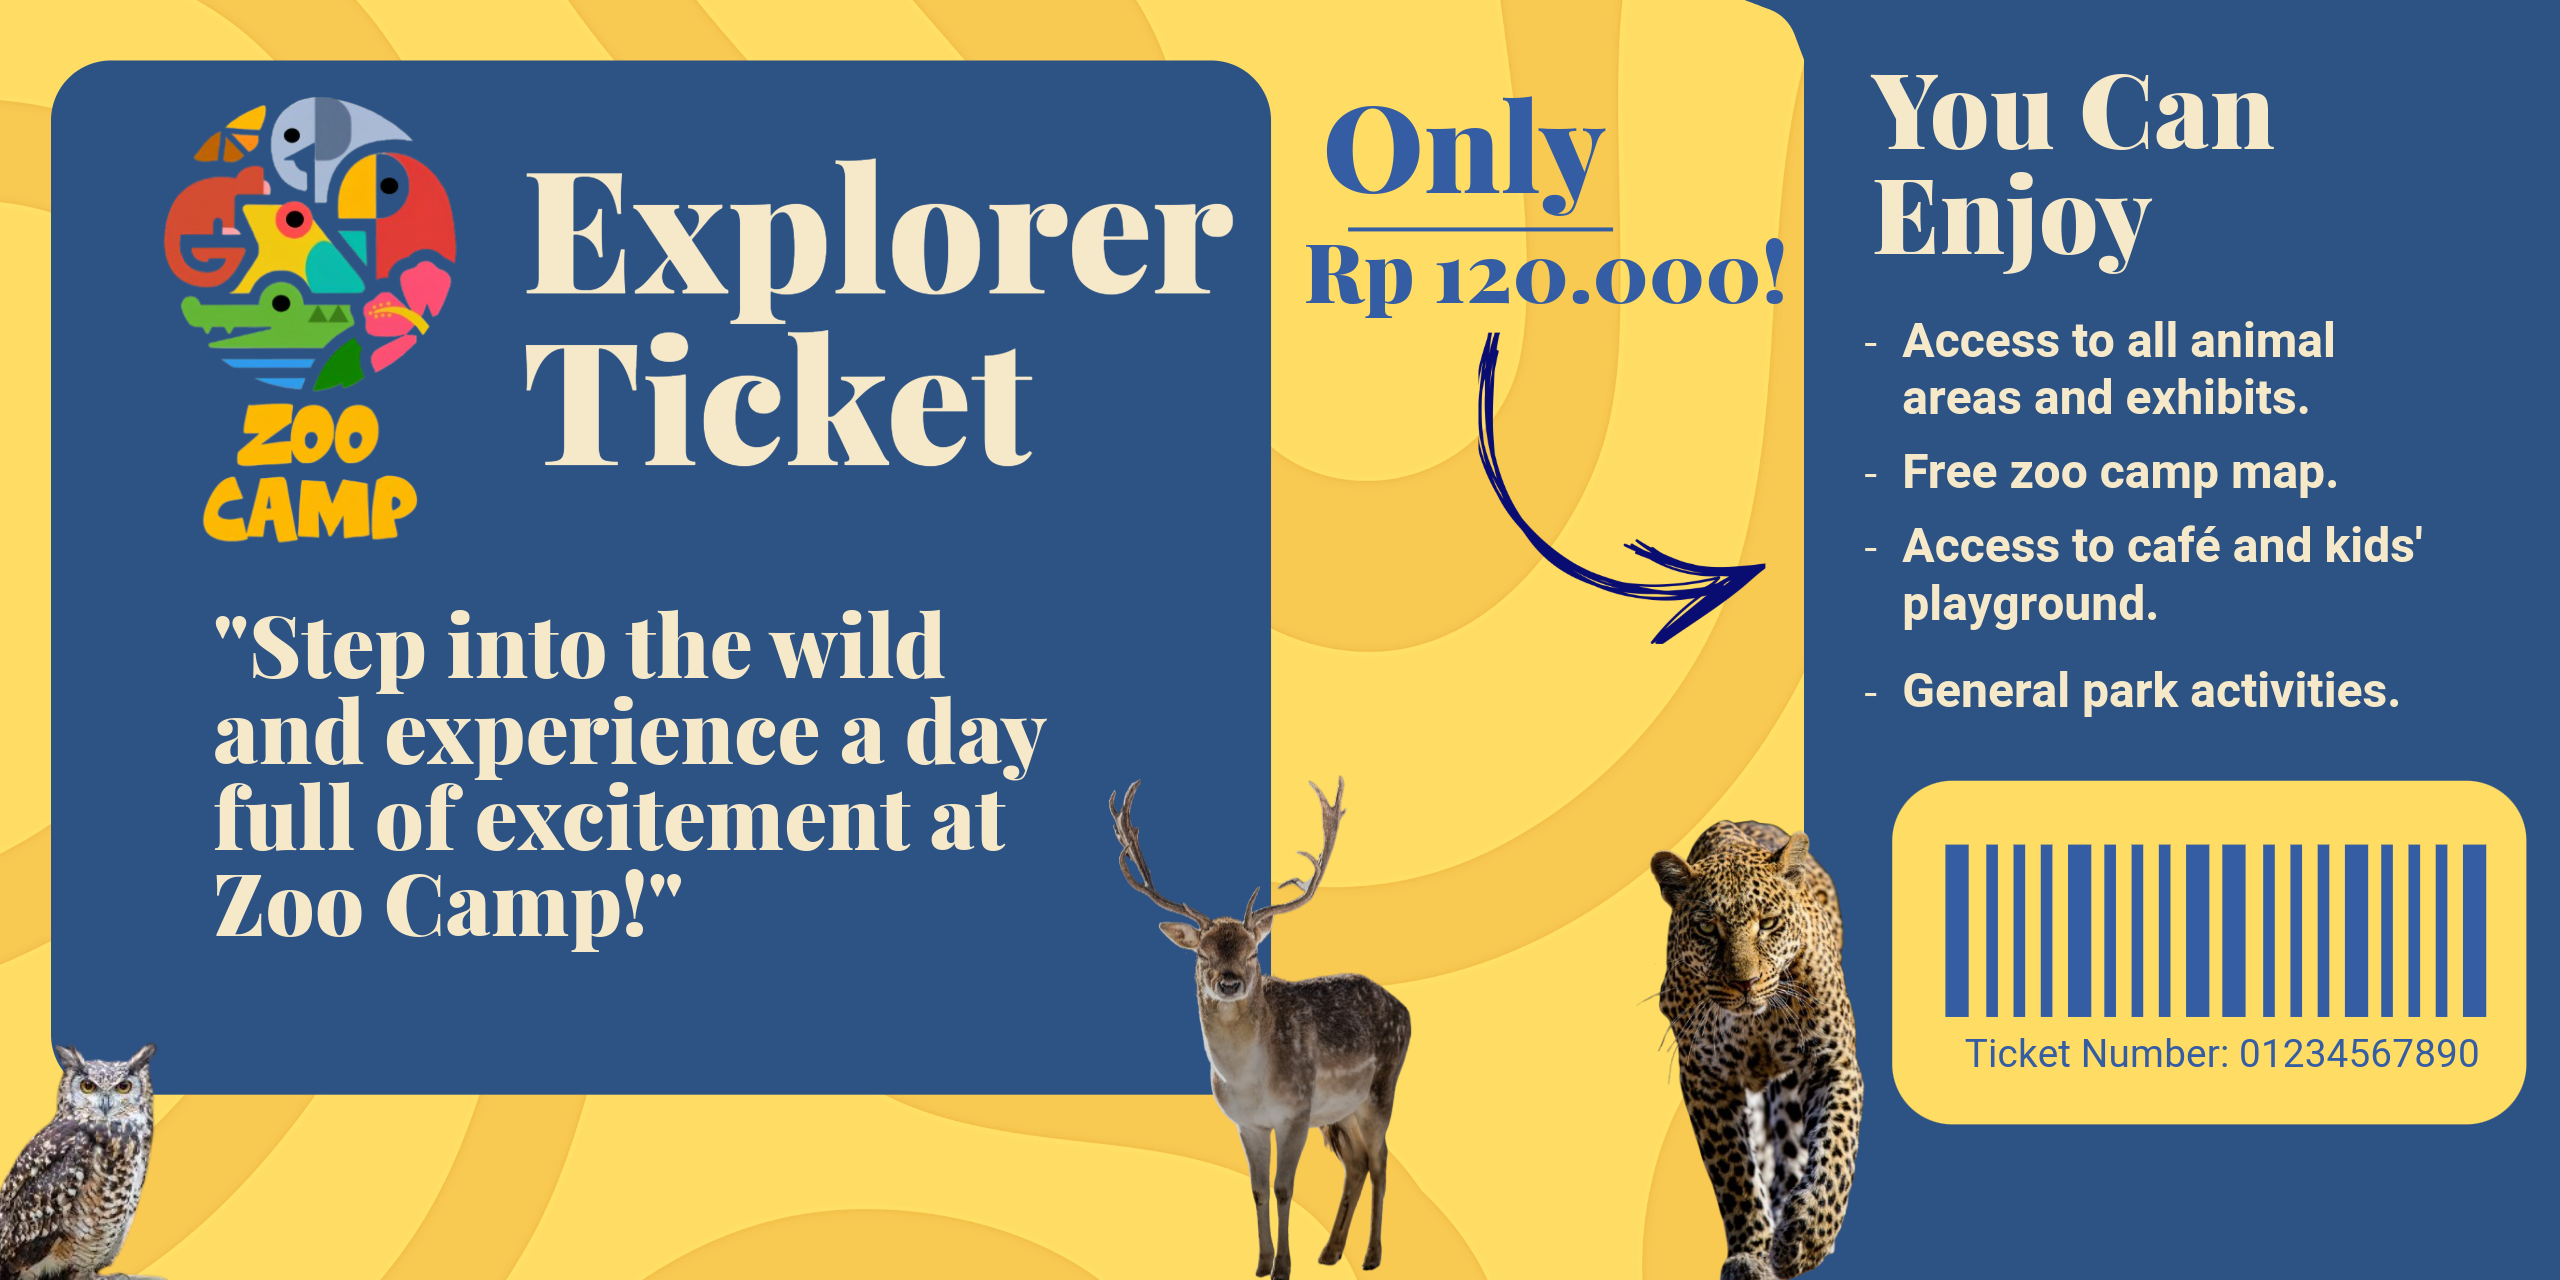 ZOO
CAMP
Explorer
Ticket
"Step into the wild
and experience a day
full of excitement at
Zoo Camp!"
Only
Rp 120.000!
You Can
Enjoy
- Access to all animal
areas and exhibits.
- Free zoo camp map.
- Access to café and kids'
playground.
- General park activities.
Ticket Number: 01234567890